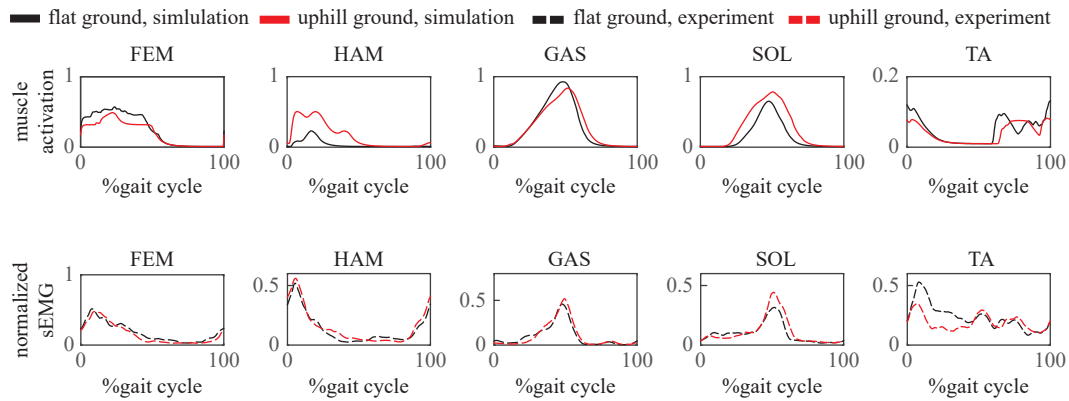 flat ground, simlulation uphill ground, simulation flat ground, experiment uphill ground, experiment
FEM HAM GAS SOL TA
muscle
activation
1 0 0 100
1 0 0 100
1 0 0 100
1 0 0 100
0.2 0.1 0 0 100
%gait cycle %gait cycle %gait cycle %gait cycle %gait cycle
FEM HAM GAS SOL TA
normalized
sEMG
1 0 0 100
0.5 0 0 100
0.5 0 0 100
0.5 0 0 100
0.5 0 0 100
%gait cycle %gait cycle %gait cycle %gait cycle %gait cycle